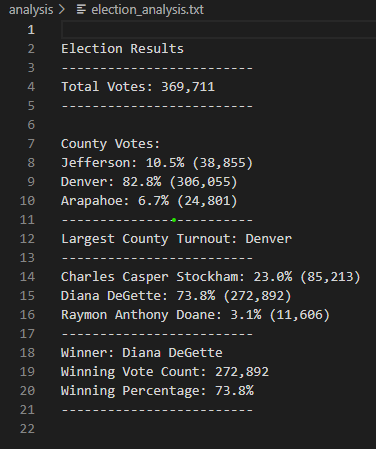 analysis > election_analysis.txt
1
2 Election Results
3 -------------------------
4 Total Votes: 369,711
5 -------------------------
6
7 County Votes:
8 Jefferson: 10.5% (38,855)
9 Denver: 82.8% (306,055)
10 Arapahoe: 6.7% (24,801)
11 -------------------------
12 Largest County Turnout: Denver
13 -------------------------
14 Charles Casper Stockham: 23.0% (85,213)
15 Diana DeGette: 73.8% (272,892)
16 Raymon Anthony Doane: 3.1% (11,606)
17 -------------------------
18 Winner: Diana DeGette
19 Winning Vote Count: 272,892
20 Winning Percentage: 73.8%
21 -------------------------
22